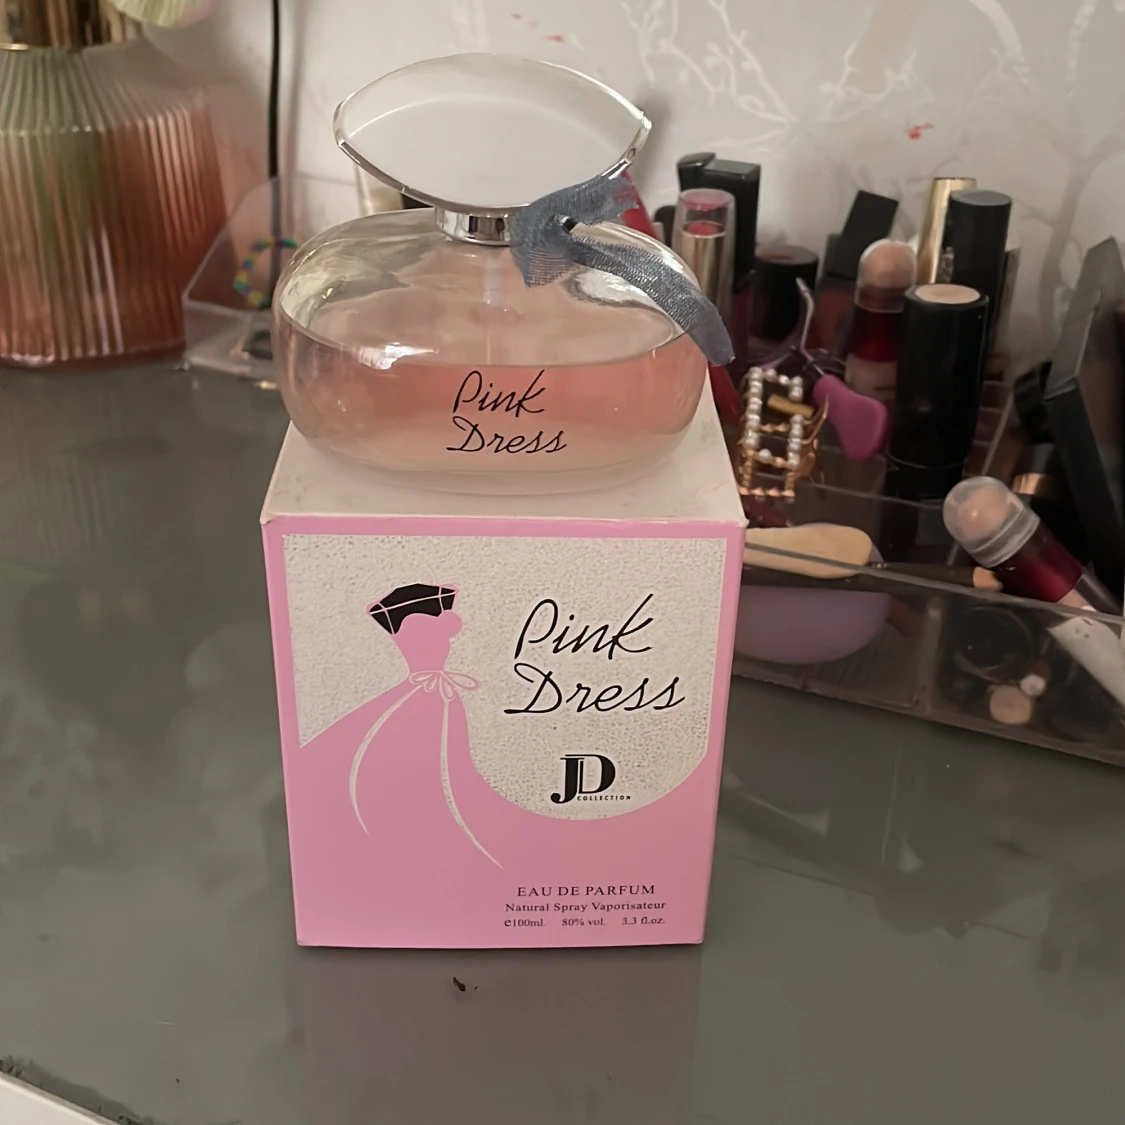 Pink
Dress
Pink
Dress
JD
COLLECTION
EAU DE PARFUM
Natural Spray Vaporisateur
e100ml. 80% vol. 3.3 fl.oz.